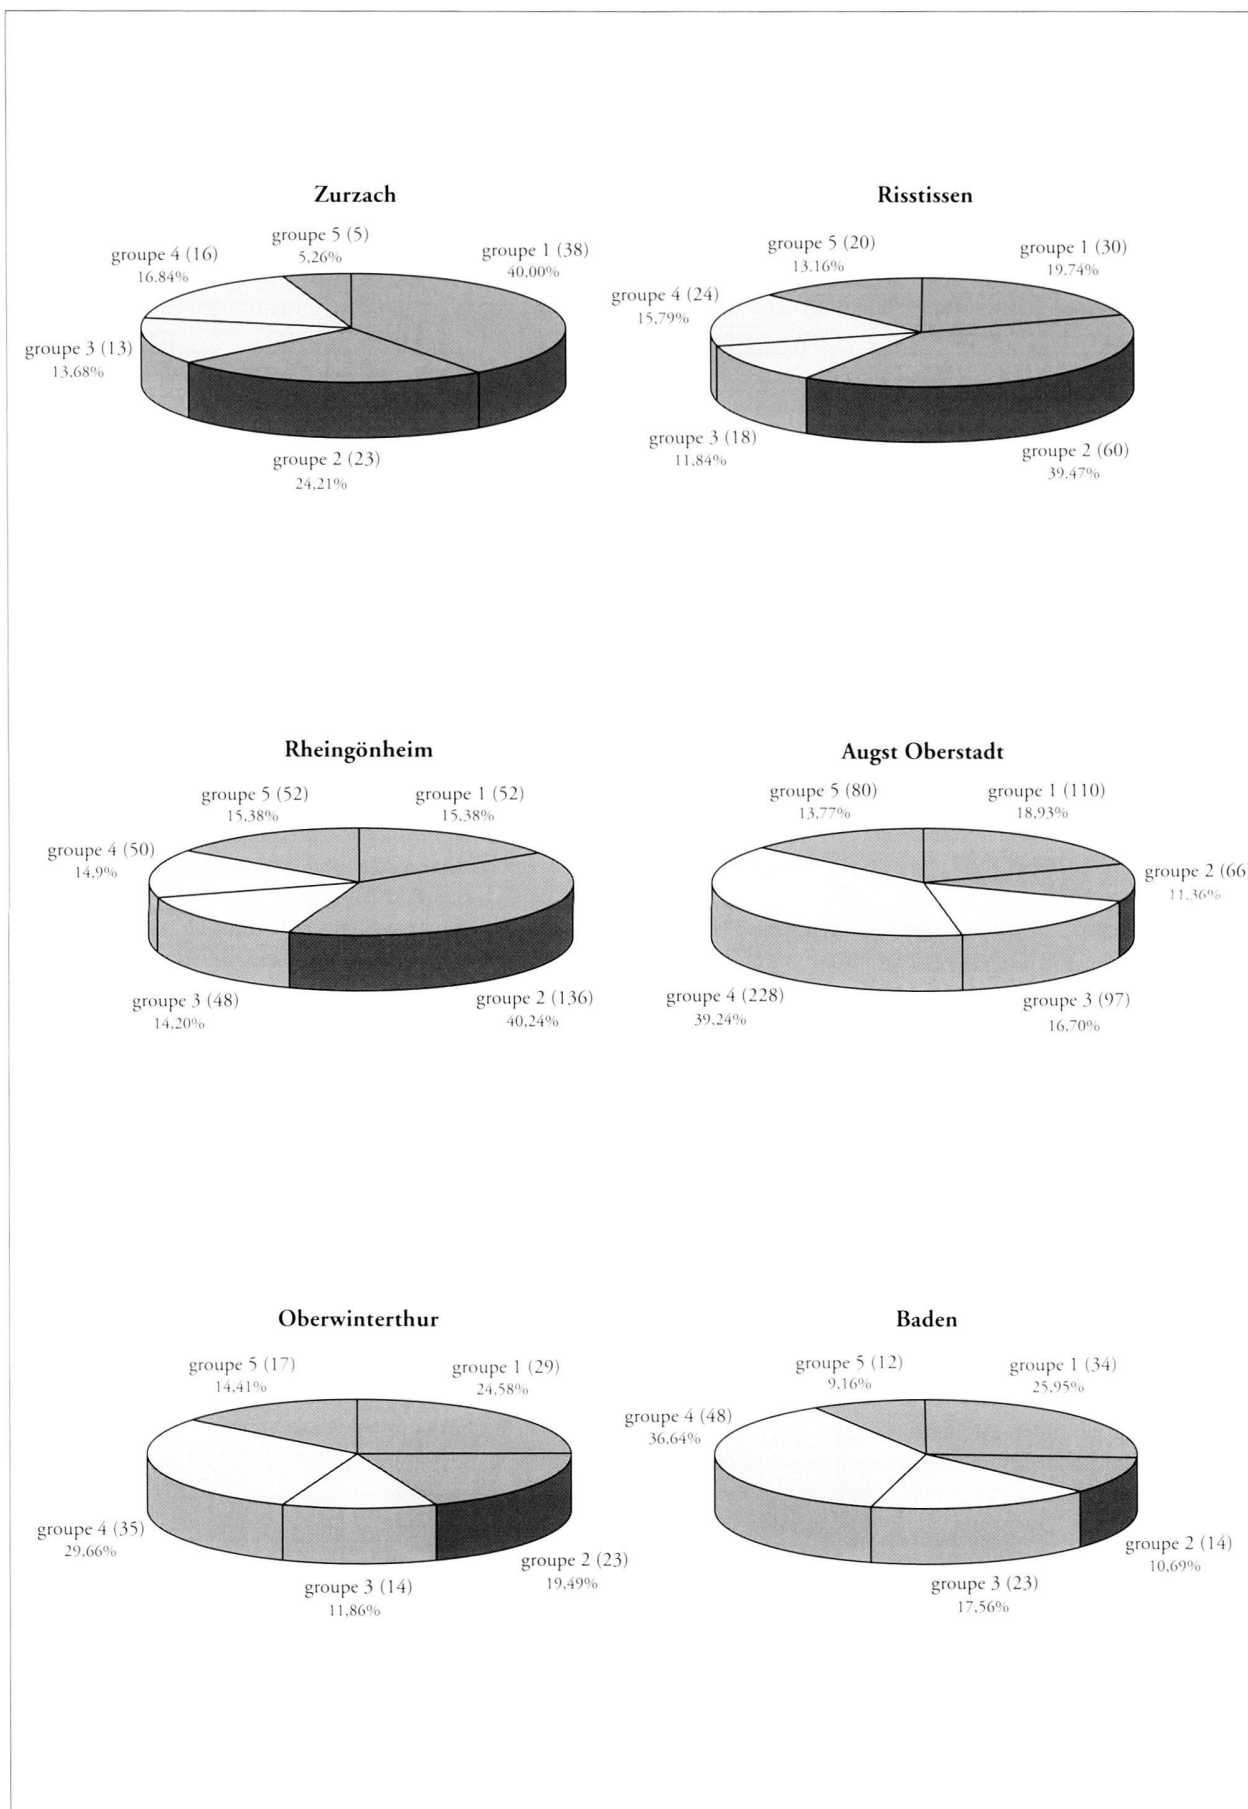 Zurzach
groupe 5 (5)
5,26%
groupe 1 (38)
40,00%
groupe 4 (16)
16.84%
groupe 3 (13)
13,68%
groupe 2 (23)
24,21%
Risstissen
groupe 5 (20)
13.16%
groupe 1 (30)
19.74%
groupe 4 (24)
15,79%
groupe 3 (18)
11,84%
groupe 2 (60)
39.47%
Rheingönheim
groupe 5 (52)
15,38%
groupe 1 (52)
15.38%
groupe 4 (50)
14.9%
groupe 3 (48)
14,20%
groupe 2 (136)
40,24%
Augst Oberstadt
groupe 5 (80)
13,77%
groupe 1 (110)
18,93%
groupe 2 (66)
11,36%
groupe 4 (228)
39,24%
groupe 3 (97)
16,70%
Oberwinterthur
groupe 5 (17)
14,41%
groupe 1 (29)
24,58%
groupe 4 (35)
29,66%
groupe 2 (23)
19,49%
groupe 3 (14)
11,86%
Baden
groupe 5 (12)
9,16%
groupe 1 (34)
25,95%
groupe 4 (48)
36,64%
groupe 2 (14)
10,69%
groupe 3 (23)
17,56%